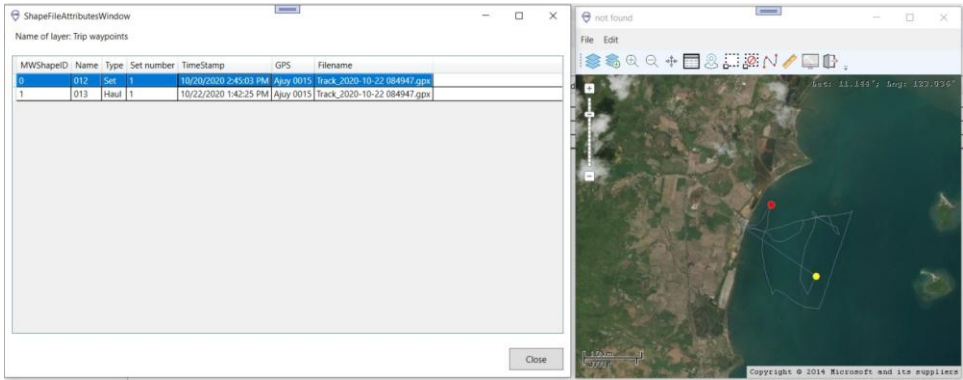 ShapeFileAttributesWindow
Name of layer: Trip waypoints
MWShapeID Name Type Set number TimeStamp GPS Filename
0 012 Set 1 10/20/2020 2:45:03 PM Ajuy 0015 Track_2020-10-22 084947.gpx
1 013 Haul 1 10/22/2020 1:42:25 PM Ajuy 0015 Track_2020-10-22 084947.gpx
Close
not found
File Edit
Copyright © 2014 Microsoft and its suppliers